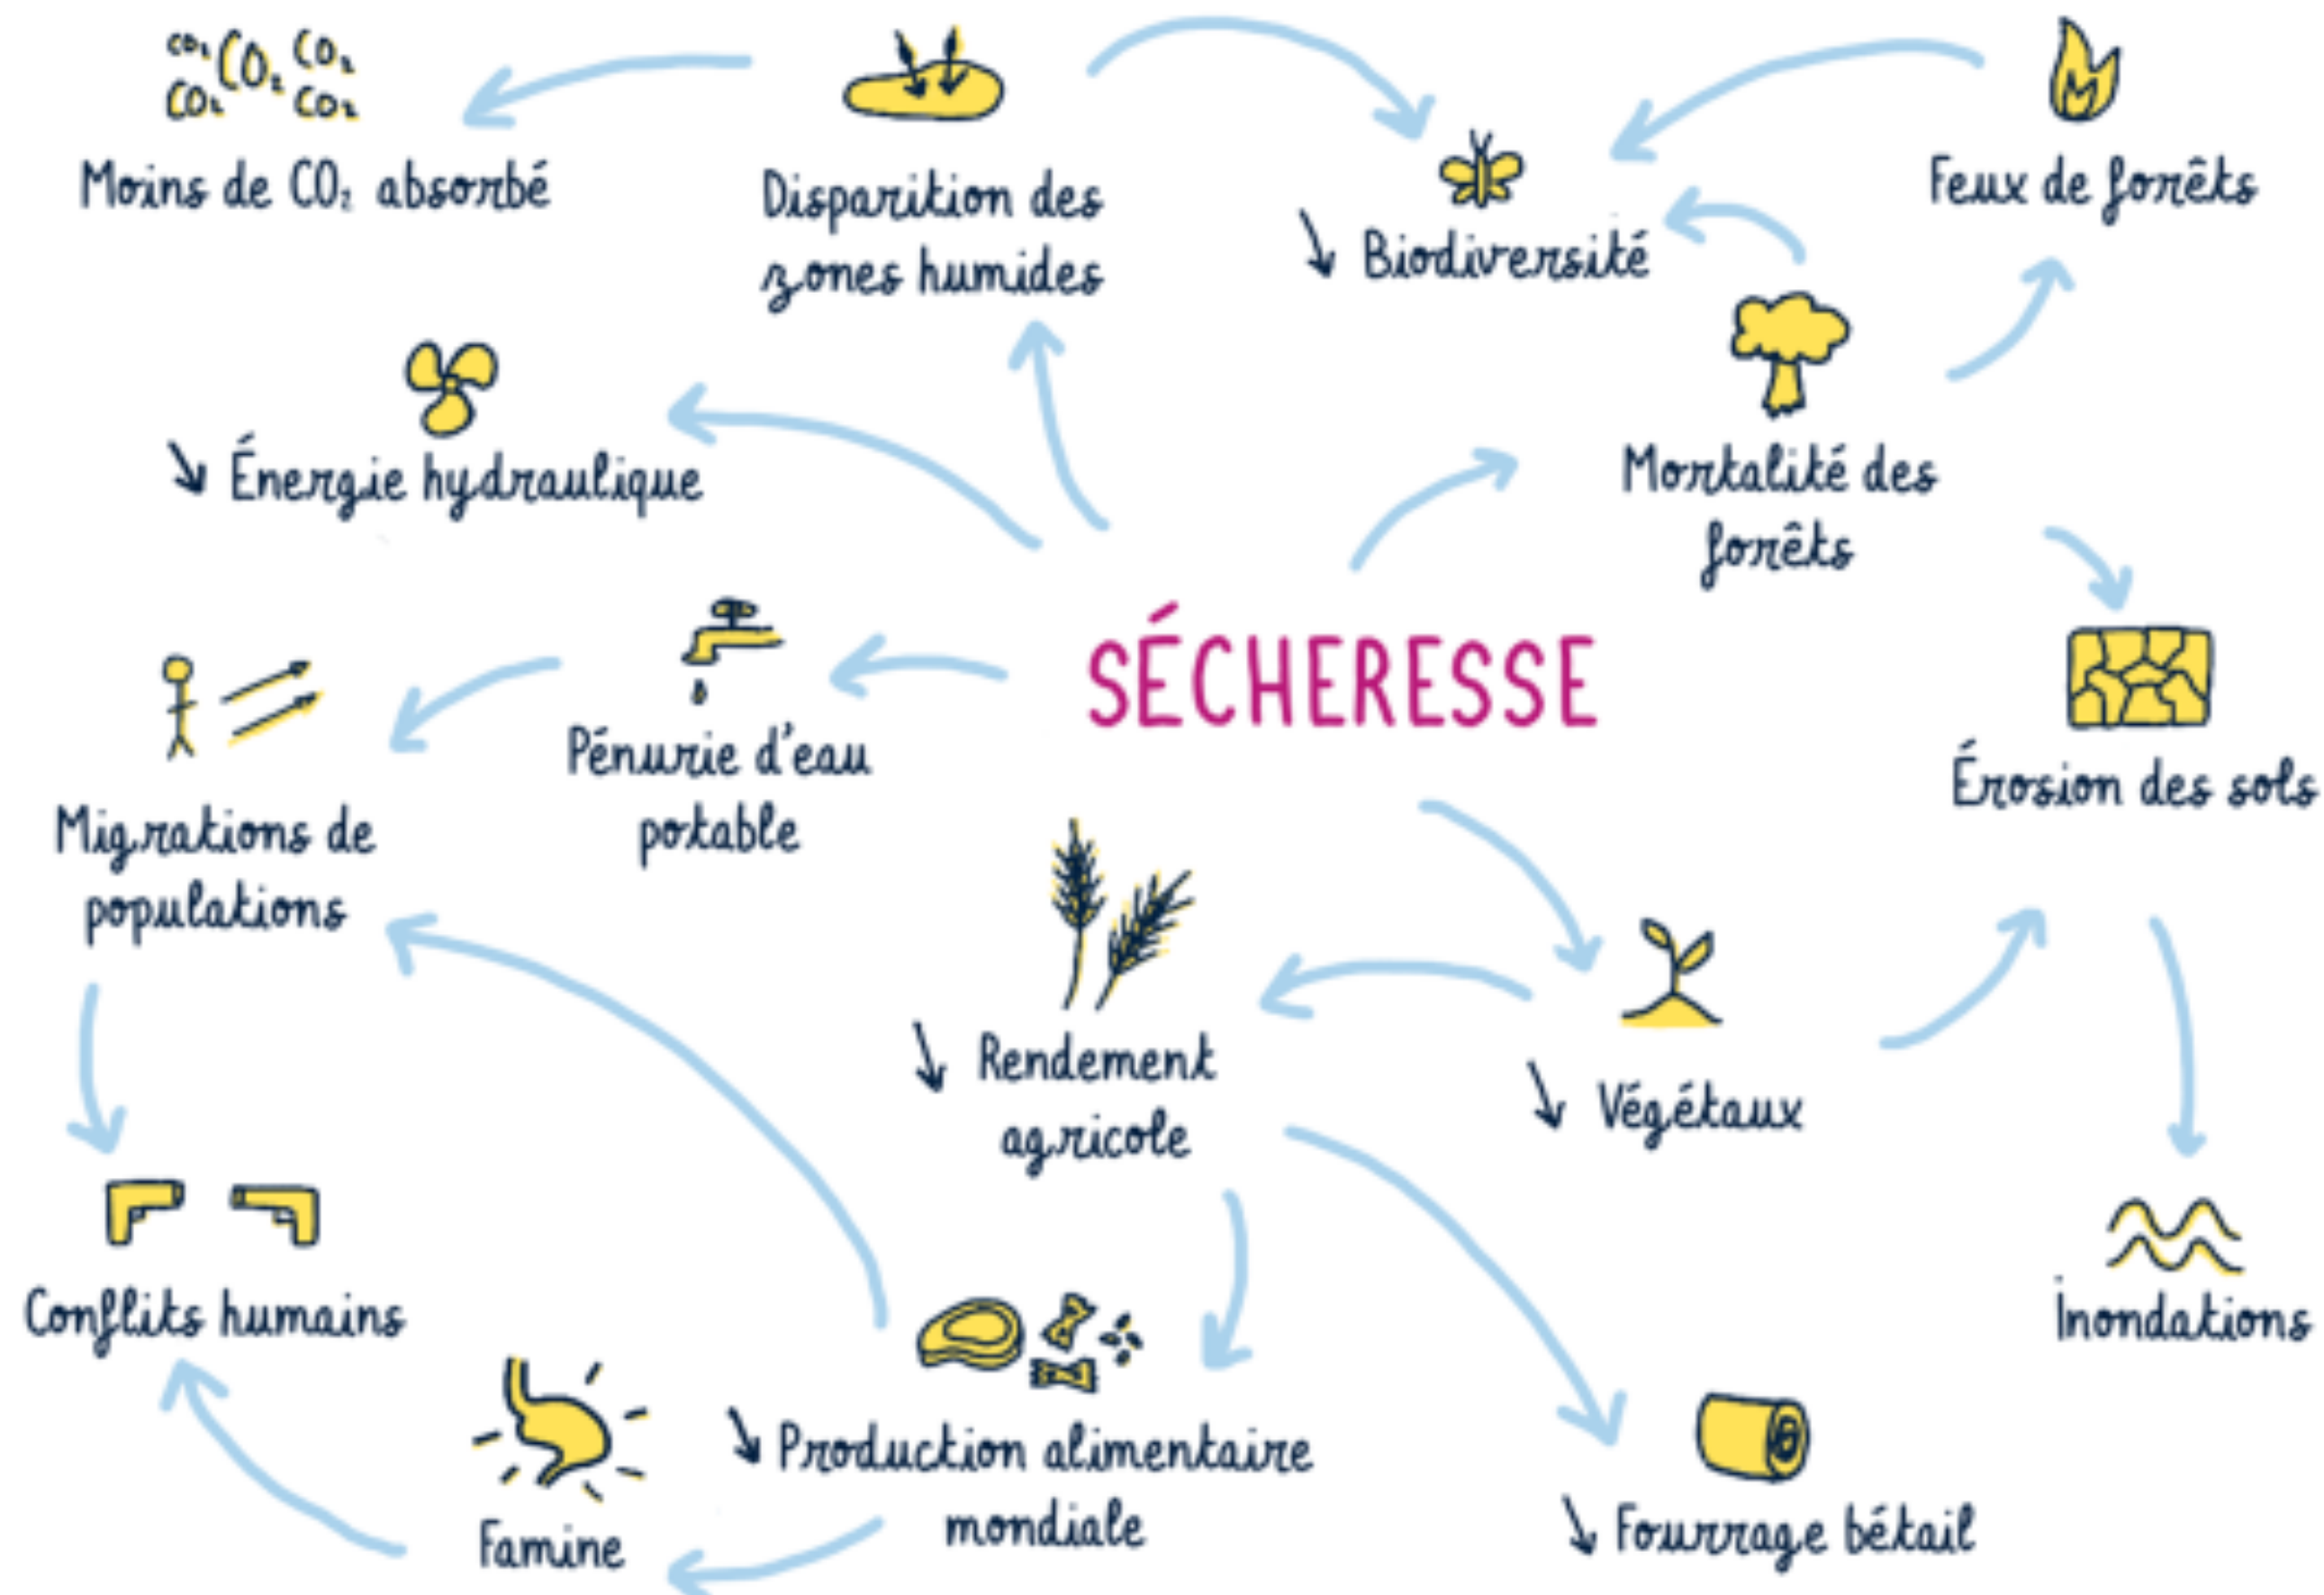 CO₂ CO₂ CO₂
CO₂ CO₂
Moins de CO₂ absorbé
Disparition des
zones humides
↘ Biodiversité
Feux de forêts
↘ Énergie hydraulique
Mortalité des
forêts
SÉCHERESSE
Pénurie d'eau
potable
Migrations de
populations
Érosion des sols
↘ Rendement
agricole
↘ Végétaux
Conflits humains
Inondations
↘ Production alimentaire
mondiale
Famine
↘ Fourrage bétail